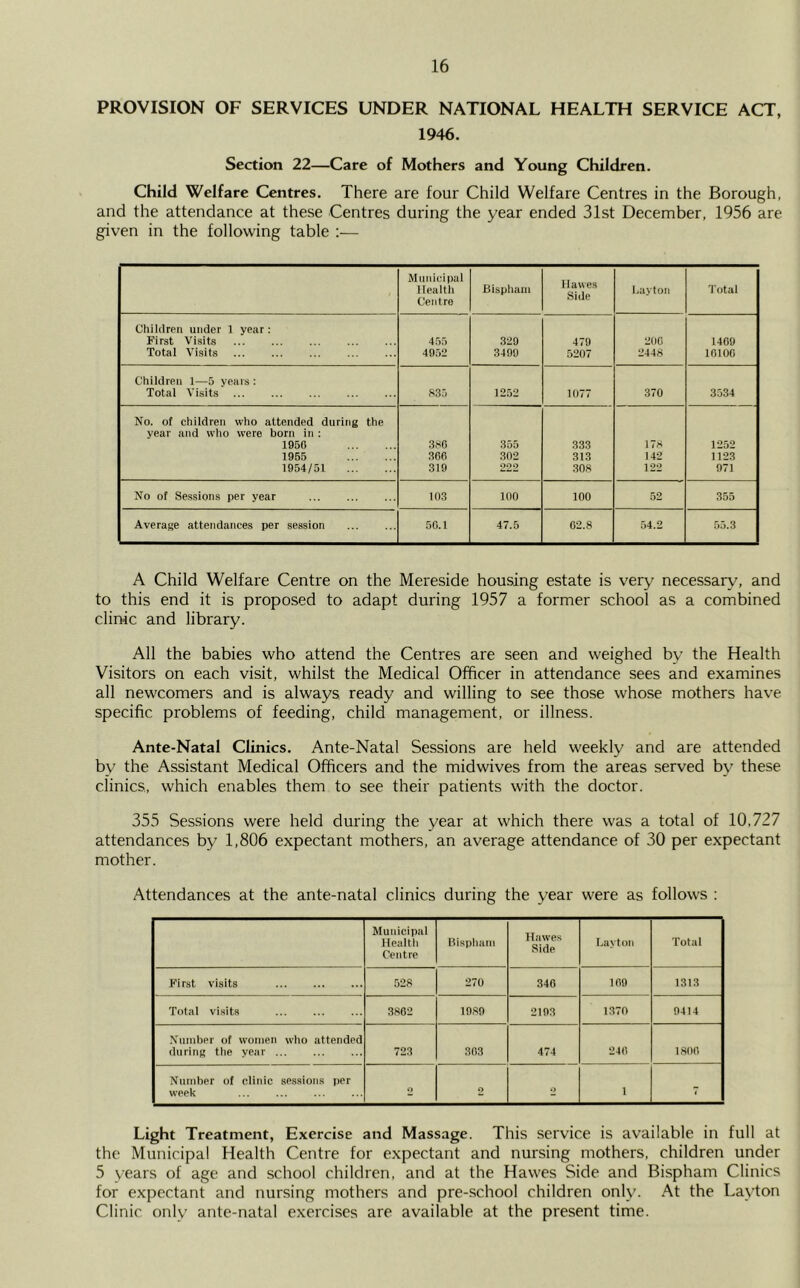 16
PROVISION OF SERVICES UNDER NATIONAL HEALTH SERVICE ACT,
1946.
Section 22—Care of Mothers and Young Children.
Child Welfare Centres. There are four Child Welfare Centres in the Borough,
and the attendance at these Centres during the year ended 31st December, 1956 are
given in the following table :—
Municipal Health Centre | Bispham | Hawes Side | Layton | Total
Children under 1 year :
First Visits ... 455 | 329 | 479 | 206 | 1469
Total Visits ... 4952 | 3499 | 5207 | 2448 | 16106
Children 1—5 years :
Total Visits ... 835 | 1252 | 1077 | 370 | 3534
No. of children who attended during the
year and who were born in :
1956 ... 386 | 355 | 333 | 178 | 1252
1955 ... 366 | 302 | 313 | 142 | 1123
1954/51 ... 319 | 222 | 308 | 122 | 971
No of Sessions per year ... 103 | 100 | 100 | 52 | 355
Average attendances per session ... 56.1 | 47.5 | 62.8 | 54.2 | 55.3
A Child Welfare Centre on the Mereside housing estate is very necessary, and
to this end it is proposed to adapt during 1957 a former school as a combined
clinic and library.
All the babies who attend the Centres are seen and weighed by the Health
Visitors on each visit, whilst the Medical Officer in attendance sees and examines
all newcomers and is always ready and willing to see those whose mothers have
specific problems of feeding, child management, or illness.
Ante-Natal Clinics. Ante-Natal Sessions are held weekly and are attended
by the Assistant Medical Officers and the midwives from the areas served by these
clinics, which enables them to see their patients with the doctor.
355 Sessions were held during the year at which there was a total of 10,727
attendances by 1,806 expectant mothers, an average attendance of 30 per expectant
mother.
Attendances at the ante-natal clinics during the year were as follows :
Municipal Health Centre | Bispham | Hawes Side | Layton | Total
First visits ... 528 | 270 | 346 | 169 | 1313
Total visits ... 3862 | 1989 | 2193 | 1370 | 9414
Number of women who attended
during the year ... 723 | 363 | 474 | 246 | 1806
Number of clinic sessions per
week ... 2 | 2 | 2 | 1 | 7
Light Treatment, Exercise and Massage. This service is available in full at
the Municipal Health Centre for expectant and nursing mothers, children under
5 years of age and school children, and at the Hawes Side and Bispham Clinics
for expectant and nursing mothers and pre-school children only. At the Layton
Clinic only ante-natal exercises are available at the present time.